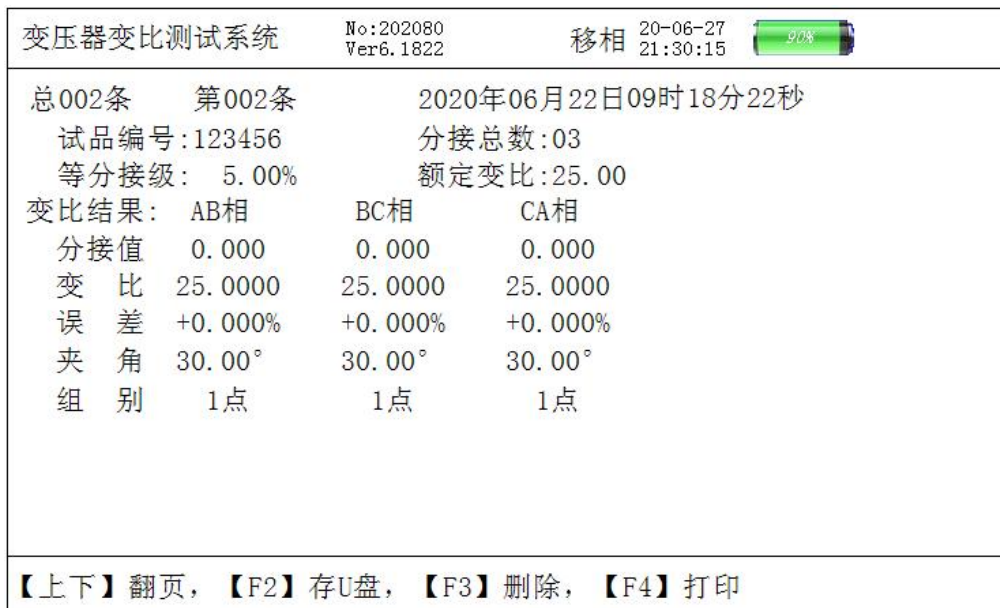 变压器变比测试系统 No:202080 Ver6.1822 移相 20-06-27 21:30:15 90%
总002条 第002条 2020年06月22日09时18分22秒
试品编号:123456 分接总数:03
等分接级: 5.00% 额定变比:25.00
变比结果: AB相 BC相 CA相
分接值 0.000 0.000 0.000
变 比 25.0000 25.0000 25.0000
误 差 +0.000% +0.000% +0.000%
夹 角 30.00° 30.00° 30.00°
组 别 1点 1点 1点
【上下】翻页，【F2】存U盘，【F3】删除，【F4】打印